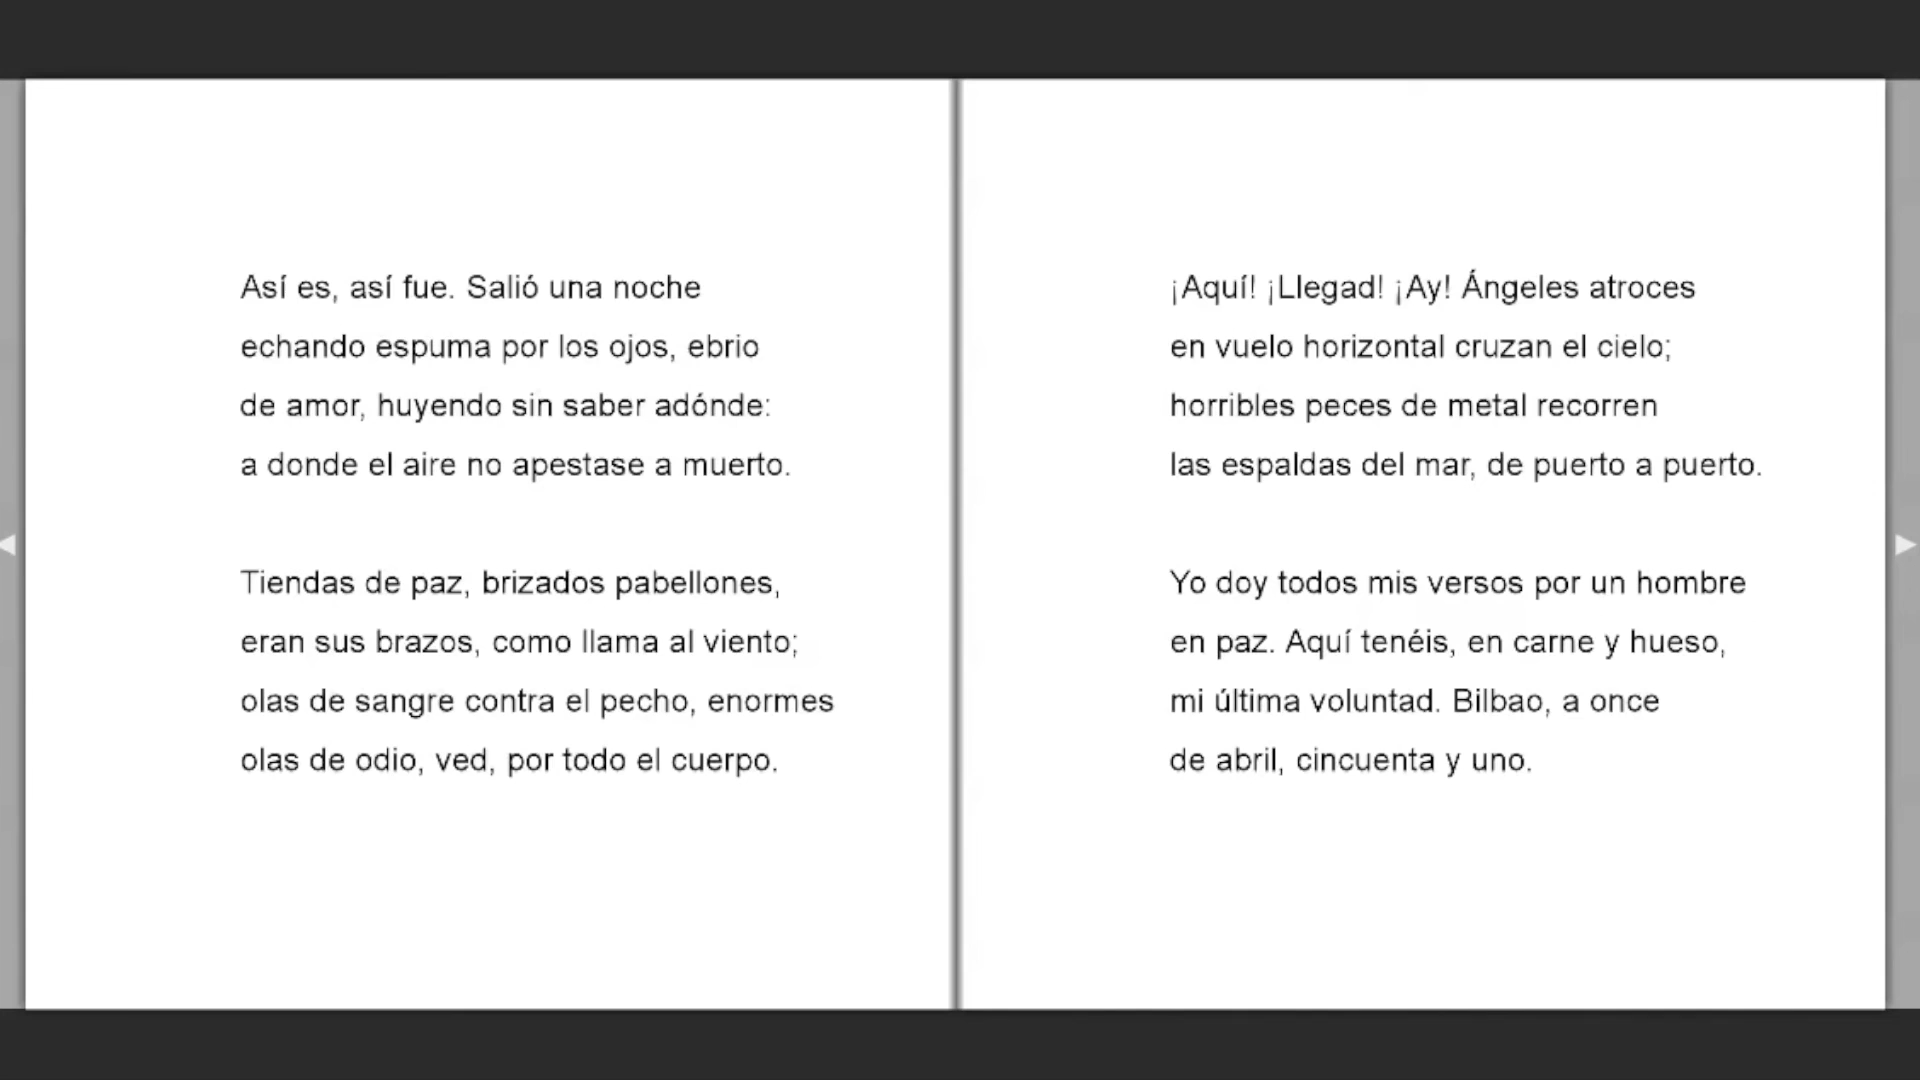 Así es, así fue. Salió una noche
echando espuma por los ojos, ebrio
de amor, huyendo sin saber adónde:
a donde el aire no apestase a muerto.
Tiendas de paz, brizados pabellones,
eran sus brazos, como llama al viento;
olas de sangre contra el pecho, enormes
olas de odio, ved, por todo el cuerpo.
¡Aquí! ¡Llegad! ¡Ay! Ángeles atroces
en vuelo horizontal cruzan el cielo;
horribles peces de metal recorren
las espaldas del mar, de puerto a puerto.
Yo doy todos mis versos por un hombre
en paz. Aquí tenéis, en carne y hueso,
mi última voluntad. Bilbao, a once
de abril, cincuenta y uno.